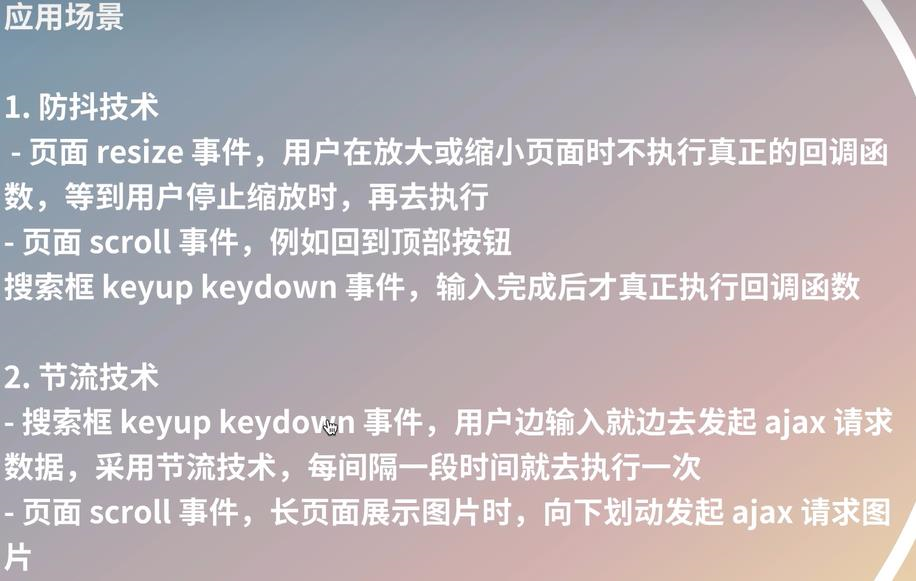 应用场景
1. 防抖技术
- 页面 resize 事件，用户在放大或缩小页面时不执行真正的回调函
数，等到用户停止缩放时，再去执行
- 页面 scroll 事件，例如回到顶部按钮
搜索框 keyup keydown 事件，输入完成后才真正执行回调函数
2. 节流技术
- 搜索框 keyup keydown 事件，用户边输入就边去发起 ajax 请求
数据，采用节流技术，每间隔一段时间就去执行一次
- 页面 scroll 事件，长页面展示图片时，向下划动发起 ajax 请求图
片